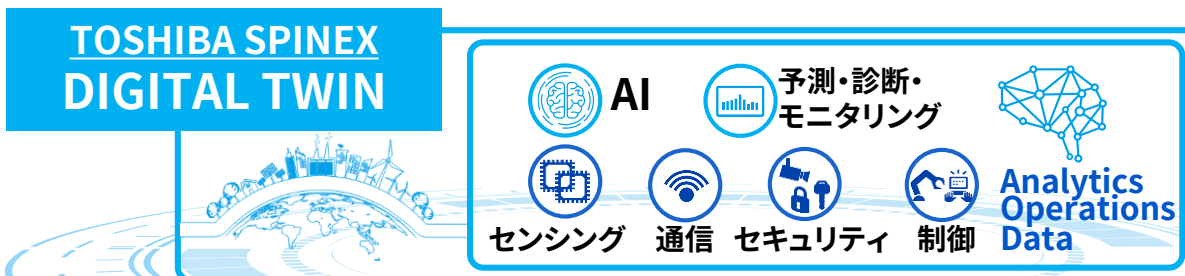 TOSHIBA SPINEX
DIGITAL TWIN
AI
予測・診断・
モニタリング
センシング
通信
セキュリティ
制御
Analytics
Operations
Data